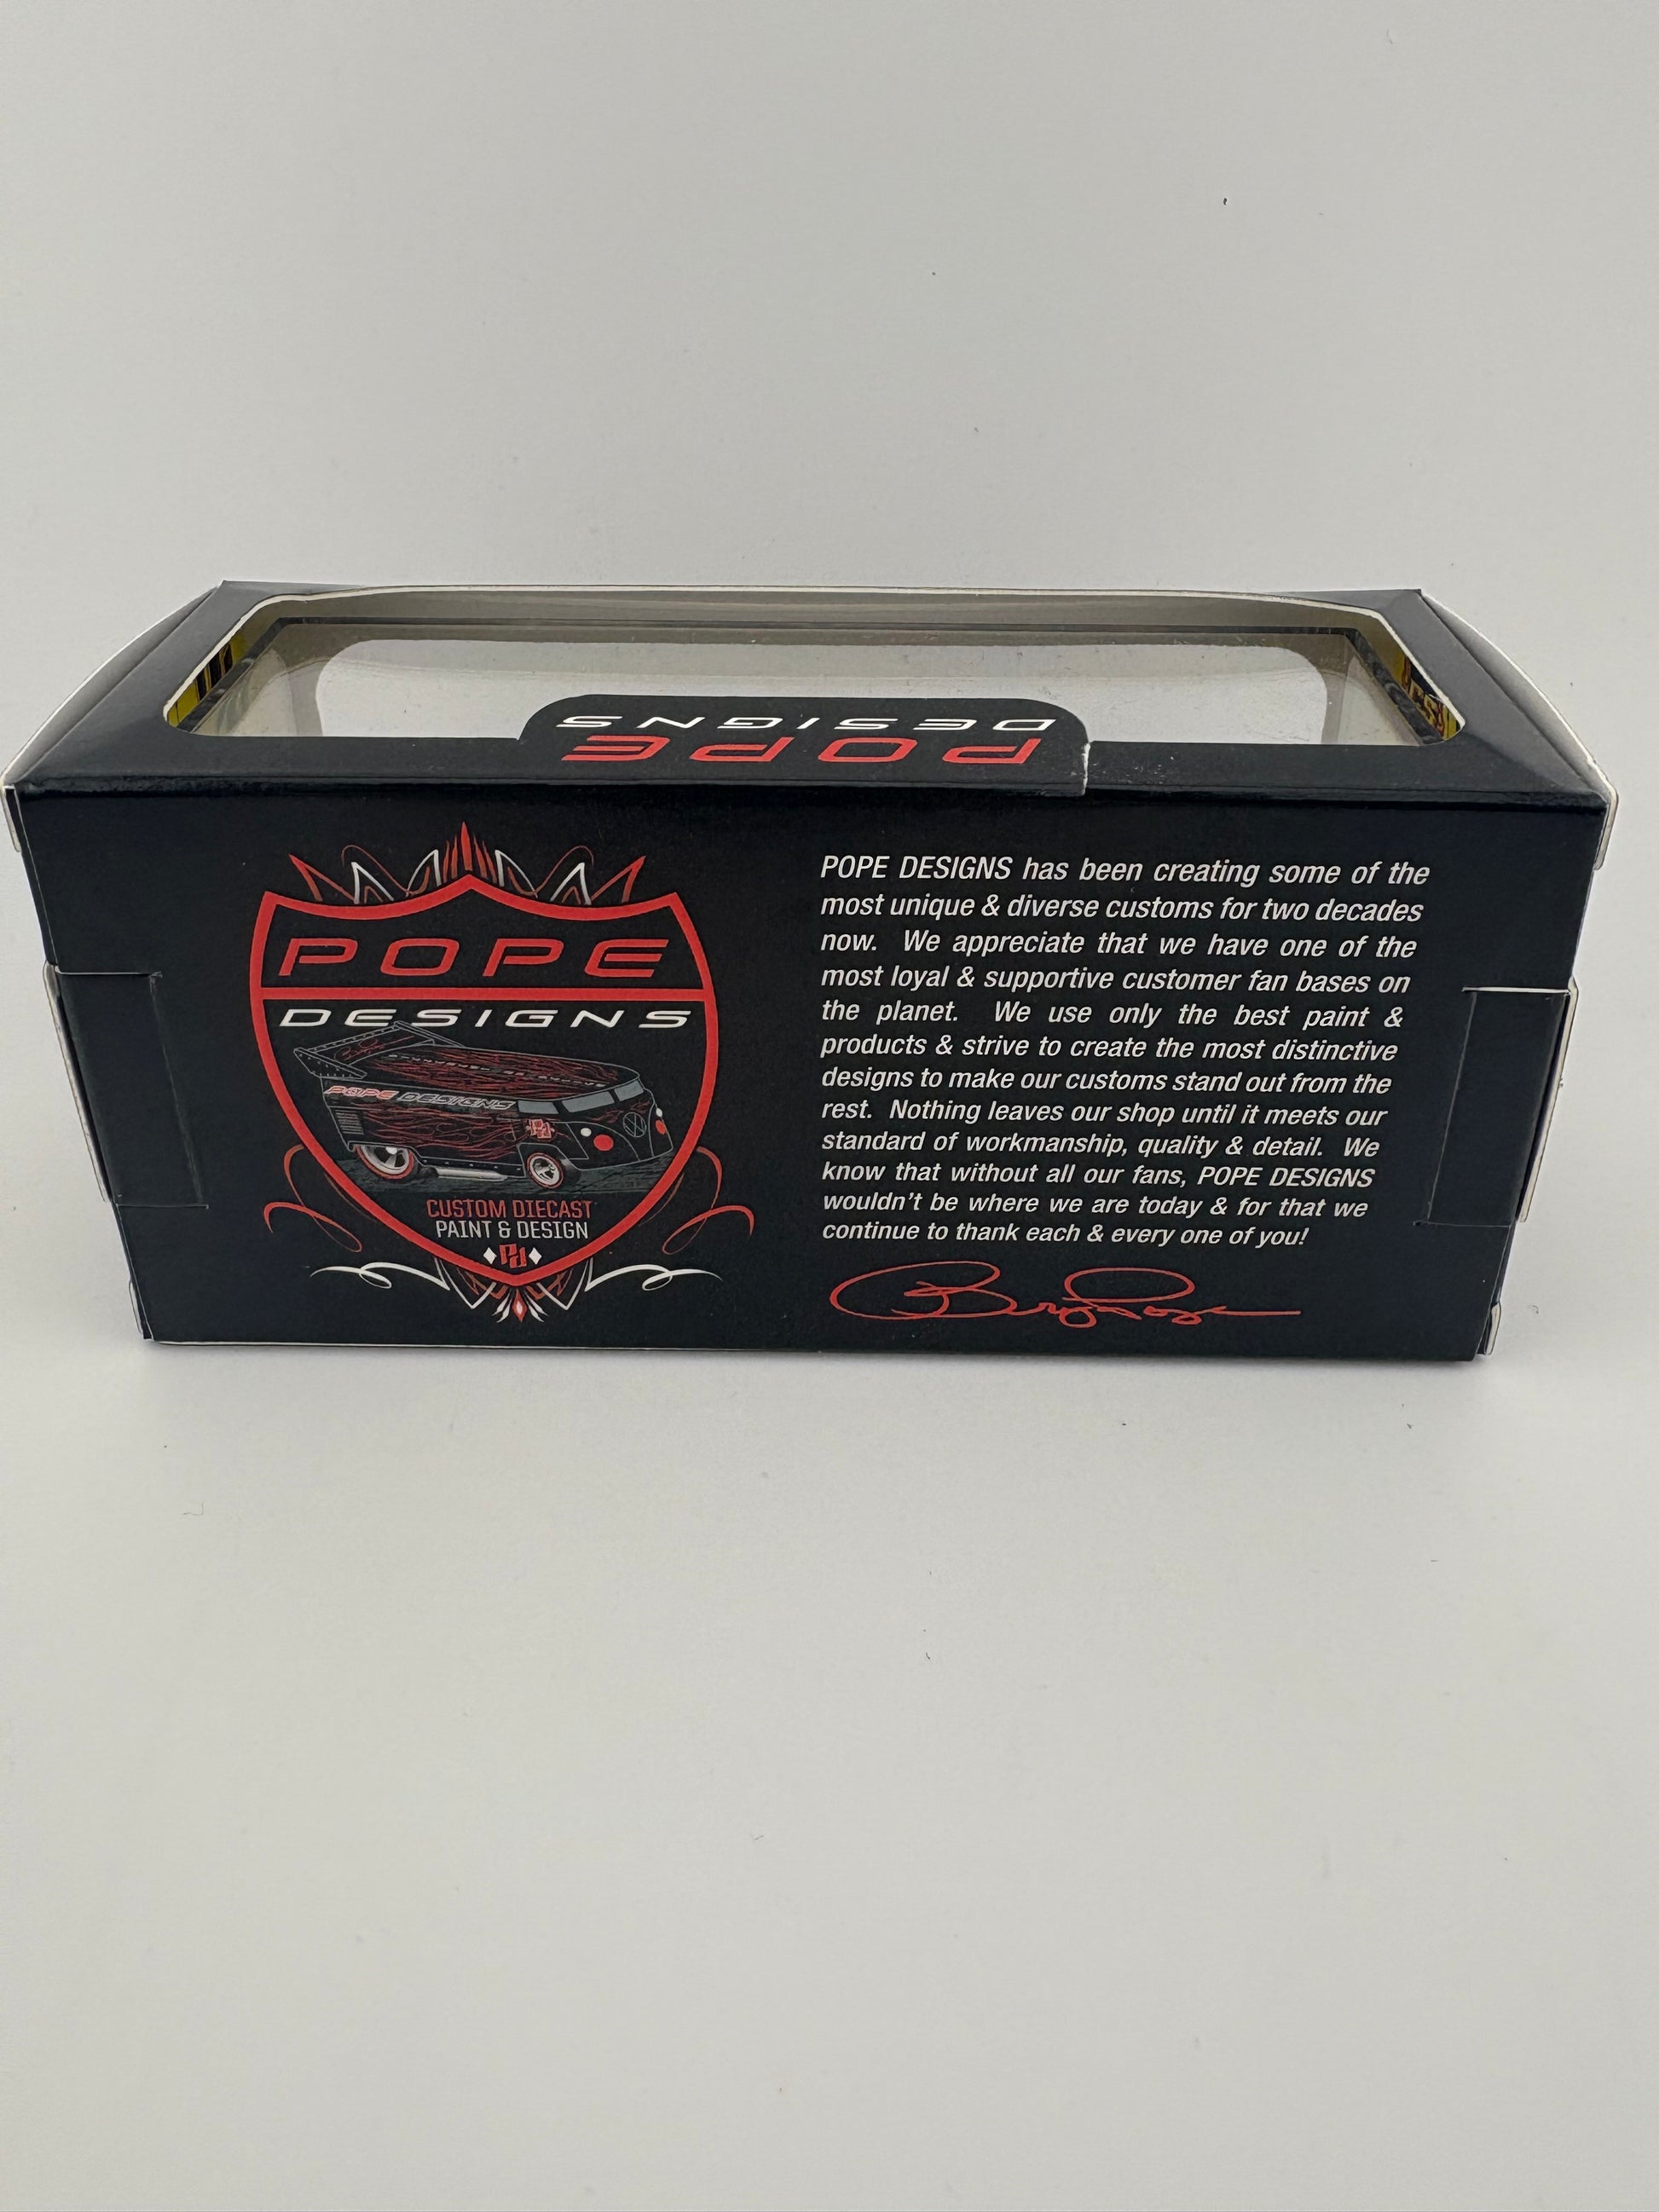 POPE
DESIGNS
POPE
DESIGNS
POPE DESIGNS
CUSTOM DIECAST
PAINT & DESIGN
Pd
POPE DESIGNS has been creating some of the
most unique & diverse customs for two decades
now. We appreciate that we have one of the
most loyal & supportive customer fan bases on
the planet. We use only the best paint &
products & strive to create the most distinctive
designs to make our customs stand out from the
rest. Nothing leaves our shop until it meets our
standard of workmanship, quality & detail. We
know that without all our fans, POPE DESIGNS
wouldn't be where we are today & for that we
continue to thank each & every one of you!